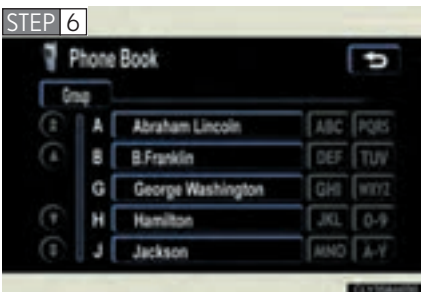 STEP 6
Phone Book
Group
A Abraham Lincoln ABC PQRS
B B.Franklin DEF TUV
G George Washington GHI WXYZ
H Hamilton JKL 0-9
J Jackson MNO A-Y